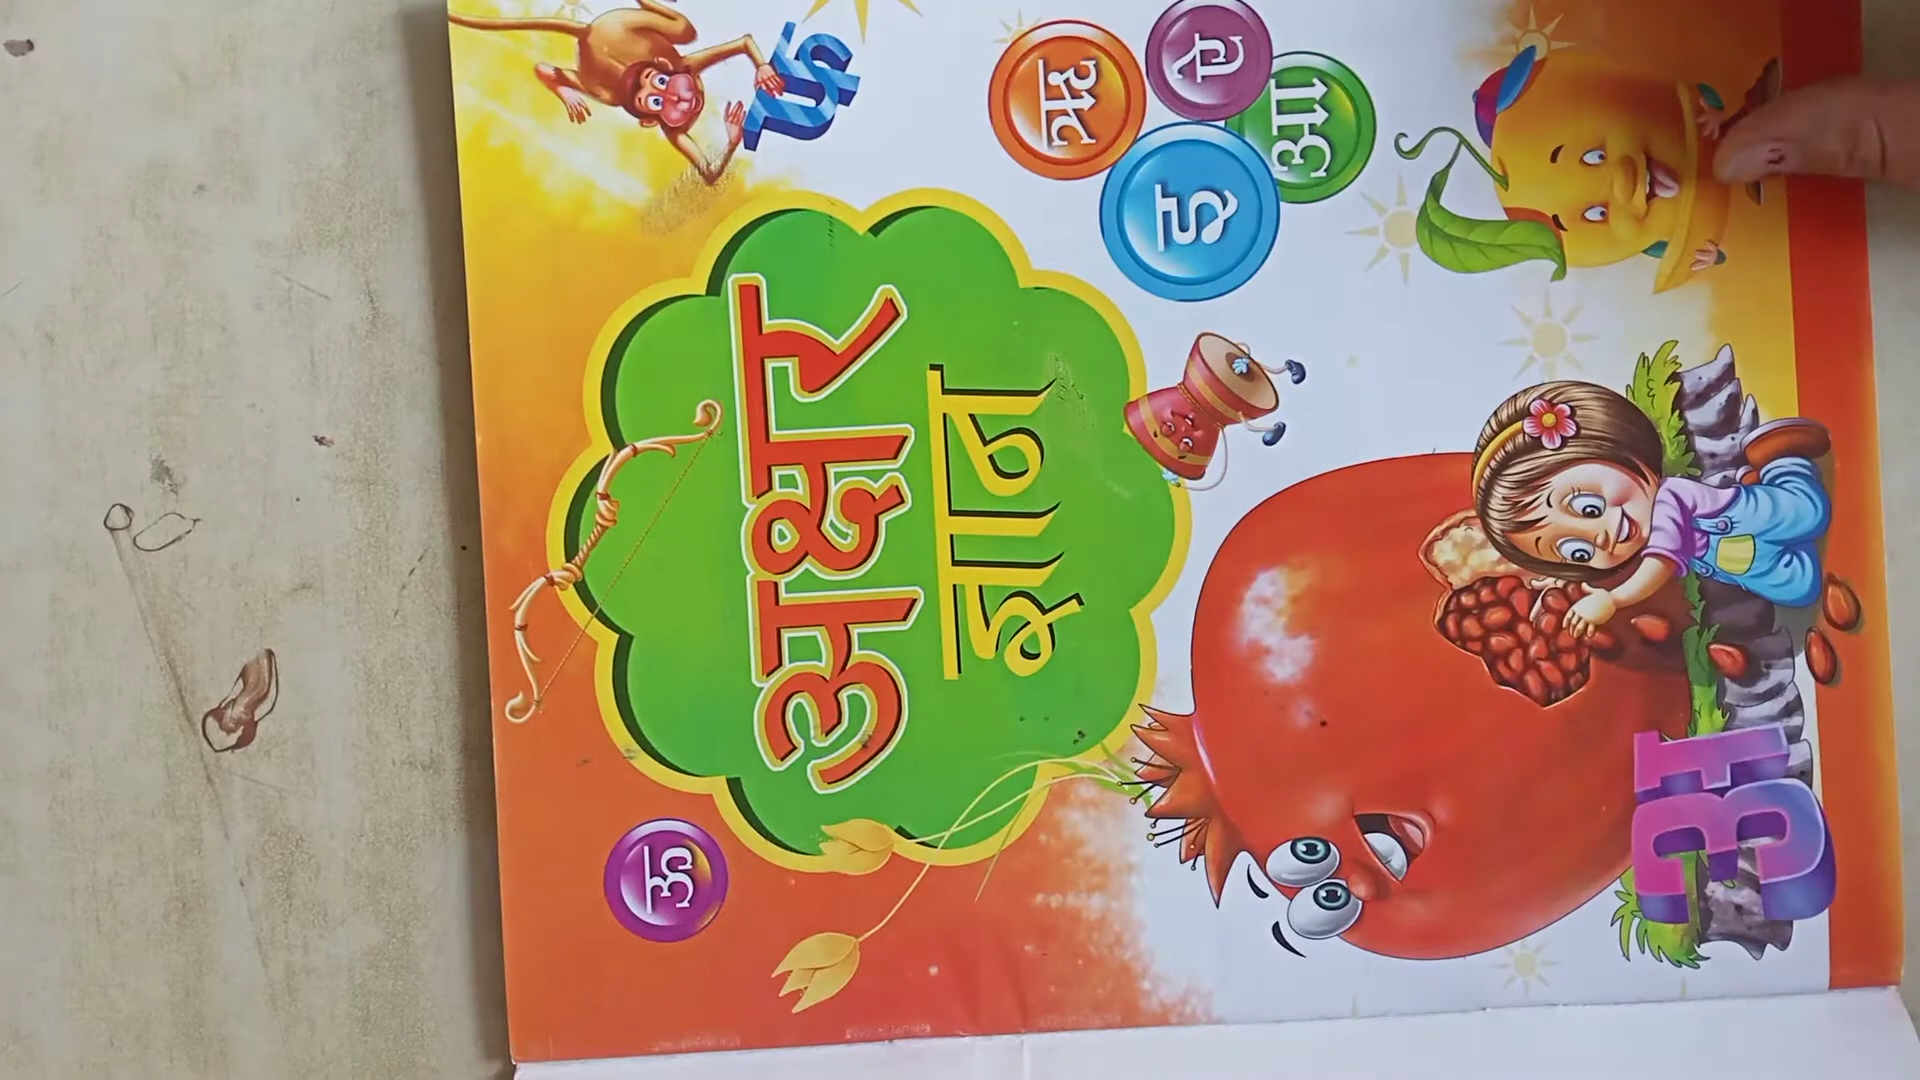 क
ऋ
ए
आ
इ
अक्षर
ज्ञान
ऊ
अ